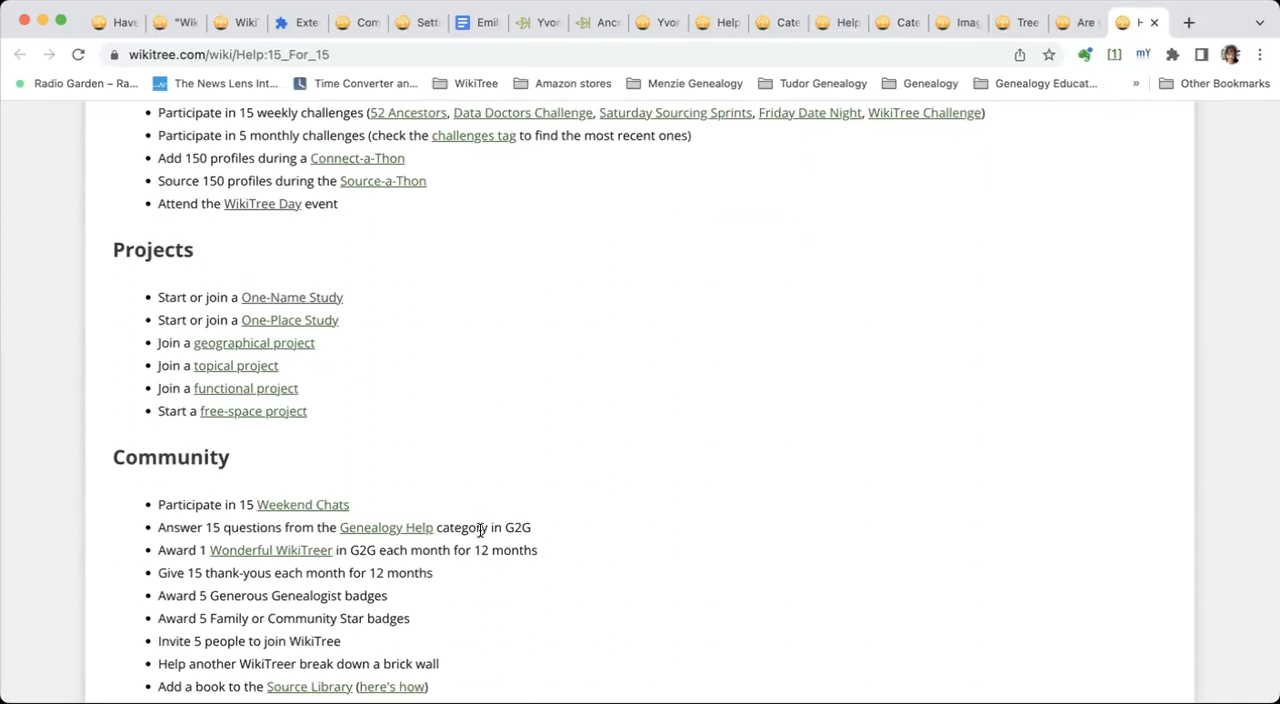 Have
"Wiki
Wiki
Exte
Com
Sett
Emil
Yvor
Anc
Yvor
Help
Cate
Help
Cate
Imag
Tree
Are
H
wikitree.com/wiki/Help:15_For_15
Radio Garden – Ra...
The News Lens Int...
Time Converter an...
WikiTree
Amazon stores
Menzie Genealogy
Tudor Genealogy
Genealogy
Genealogy Educat...
»
Other Bookmarks
• Participate in 15 weekly challenges (52 Ancestors, Data Doctors Challenge, Saturday Sourcing Sprints, Friday Date Night, WikiTree Challenge)
• Participate in 5 monthly challenges (check the challenges tag to find the most recent ones)
• Add 150 profiles during a Connect-a-Thon
• Source 150 profiles during the Source-a-Thon
• Attend the WikiTree Day event
Projects
• Start or join a One-Name Study
• Start or join a One-Place Study
• Join a geographical project
• Join a topical project
• Join a functional project
• Start a free-space project
Community
• Participate in 15 Weekend Chats
• Answer 15 questions from the Genealogy Help category in G2G
• Award 1 Wonderful WikiTreer in G2G each month for 12 months
• Give 15 thank-yous each month for 12 months
• Award 5 Generous Genealogist badges
• Award 5 Family or Community Star badges
• Invite 5 people to join WikiTree
• Help another WikiTreer break down a brick wall
• Add a book to the Source Library (here's how)